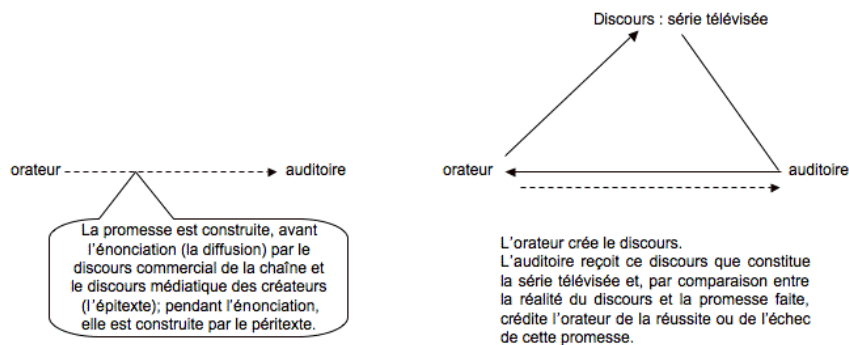 Discours : série télévisée
orateur
auditoire
La promesse est construite, avant
l'énonciation (la diffusion) par le
discours commercial de la chaîne et
le discours médiatique des créateurs
(l'épitexte); pendant l'énonciation,
elle est construite par le péritexte.
orateur
auditoire
L'orateur crée le discours.
L'auditoire reçoit ce discours que constitue
la série télévisée et, par comparaison entre
la réalité du discours et la promesse faite,
crédite l'orateur de la réussite ou de l'échec
de cette promesse.